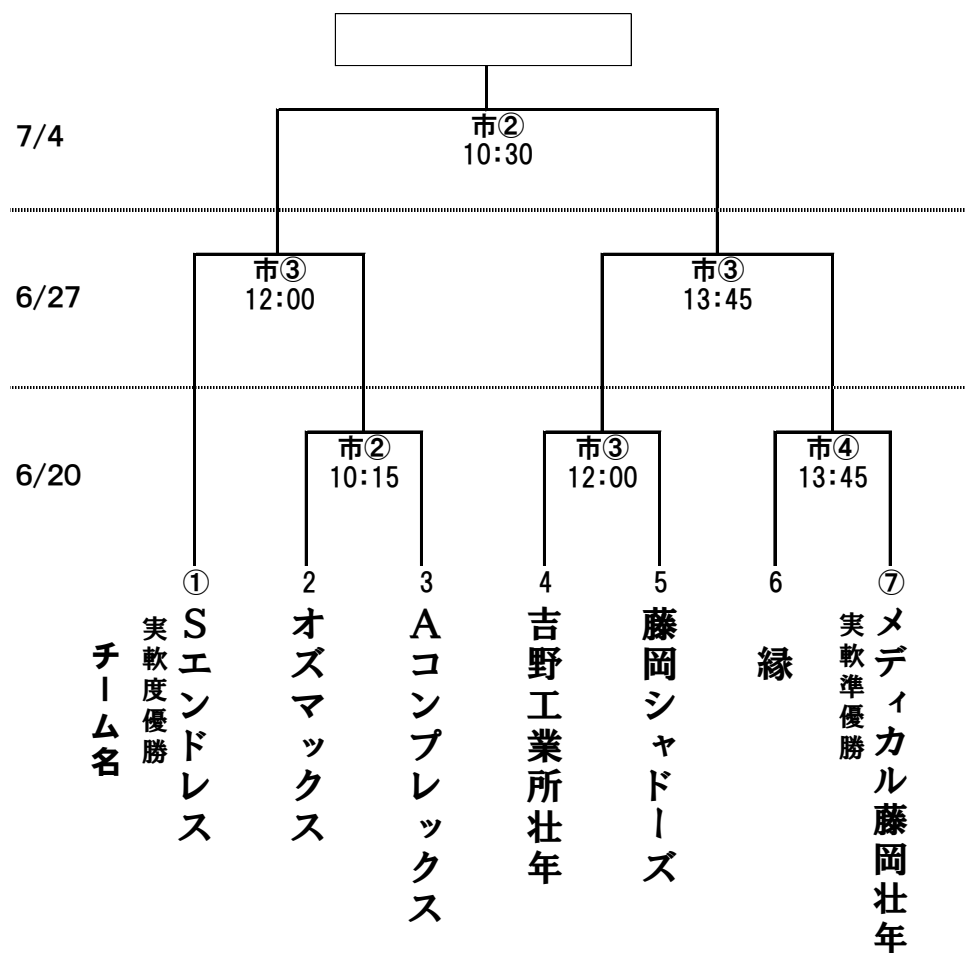 7/4
市②
10:30
6/27
市③
12:00
市③
13:45
6/20
市②
10:15
市③
12:00
市④
13:45
① 2 3 4 5 6 ⑦
チーム名
実軟度優勝
Sエンドレス
オズマックス
Aコンプレックス
吉野工業所壮年
藤岡シャドーズ
縁
実軟準優勝
メディカル藤岡壮年